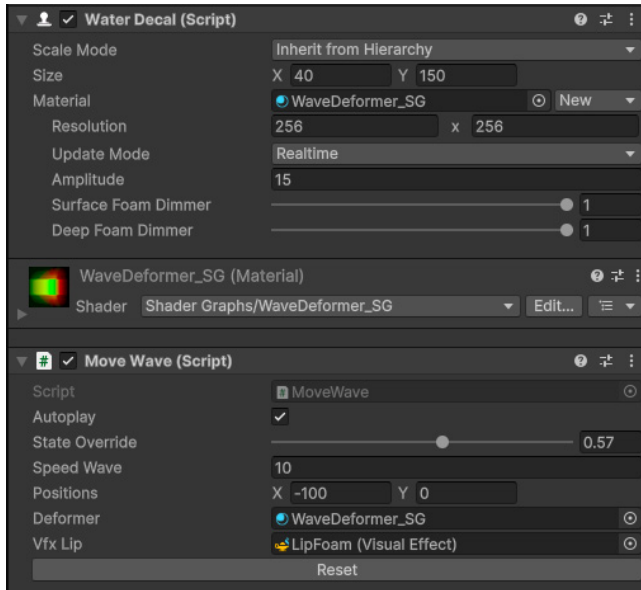 Water Decal (Script)
Scale Mode Inherit from Hierarchy
Size X 40 Y 150
Material WaveDeformer_SG New
Resolution 256 x 256
Update Mode Realtime
Amplitude 15
Surface Foam Dimmer 1
Deep Foam Dimmer 1
WaveDeformer_SG (Material)
Shader Shader Graphs/WaveDeformer_SG Edit...
# Move Wave (Script)
Script MoveWave
Autoplay
State Override 0.57
Speed Wave 10
Positions X -100 Y 0
Deformer WaveDeformer_SG
Vfx Lip LipFoam (Visual Effect)
Reset